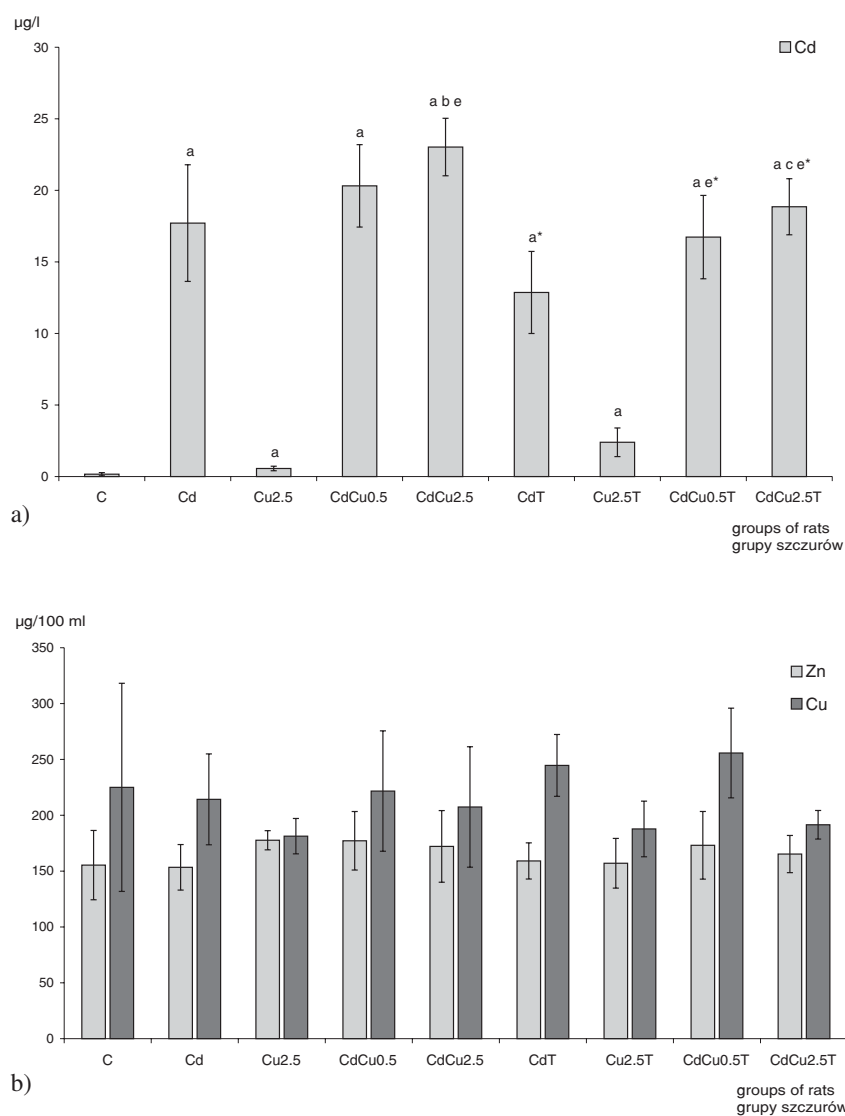 µg/l
30
Cd
a b e
25
a
a
a c e*
20
a e*
a*
15
10
a
5
a
0
C Cd Cu2.5 CdCu0.5 CdCu2.5 CdT Cu2.5T CdCu0.5T CdCu2.5T
a)
groups of rats
grupy szczurów
µg/100 ml
350
Zn
300
Cu
250
200
150
100
50
0
C Cd Cu2.5 CdCu0.5 CdCu2.5 CdT Cu2.5T CdCu0.5T CdCu2.5T
b)
groups of rats
grupy szczurów